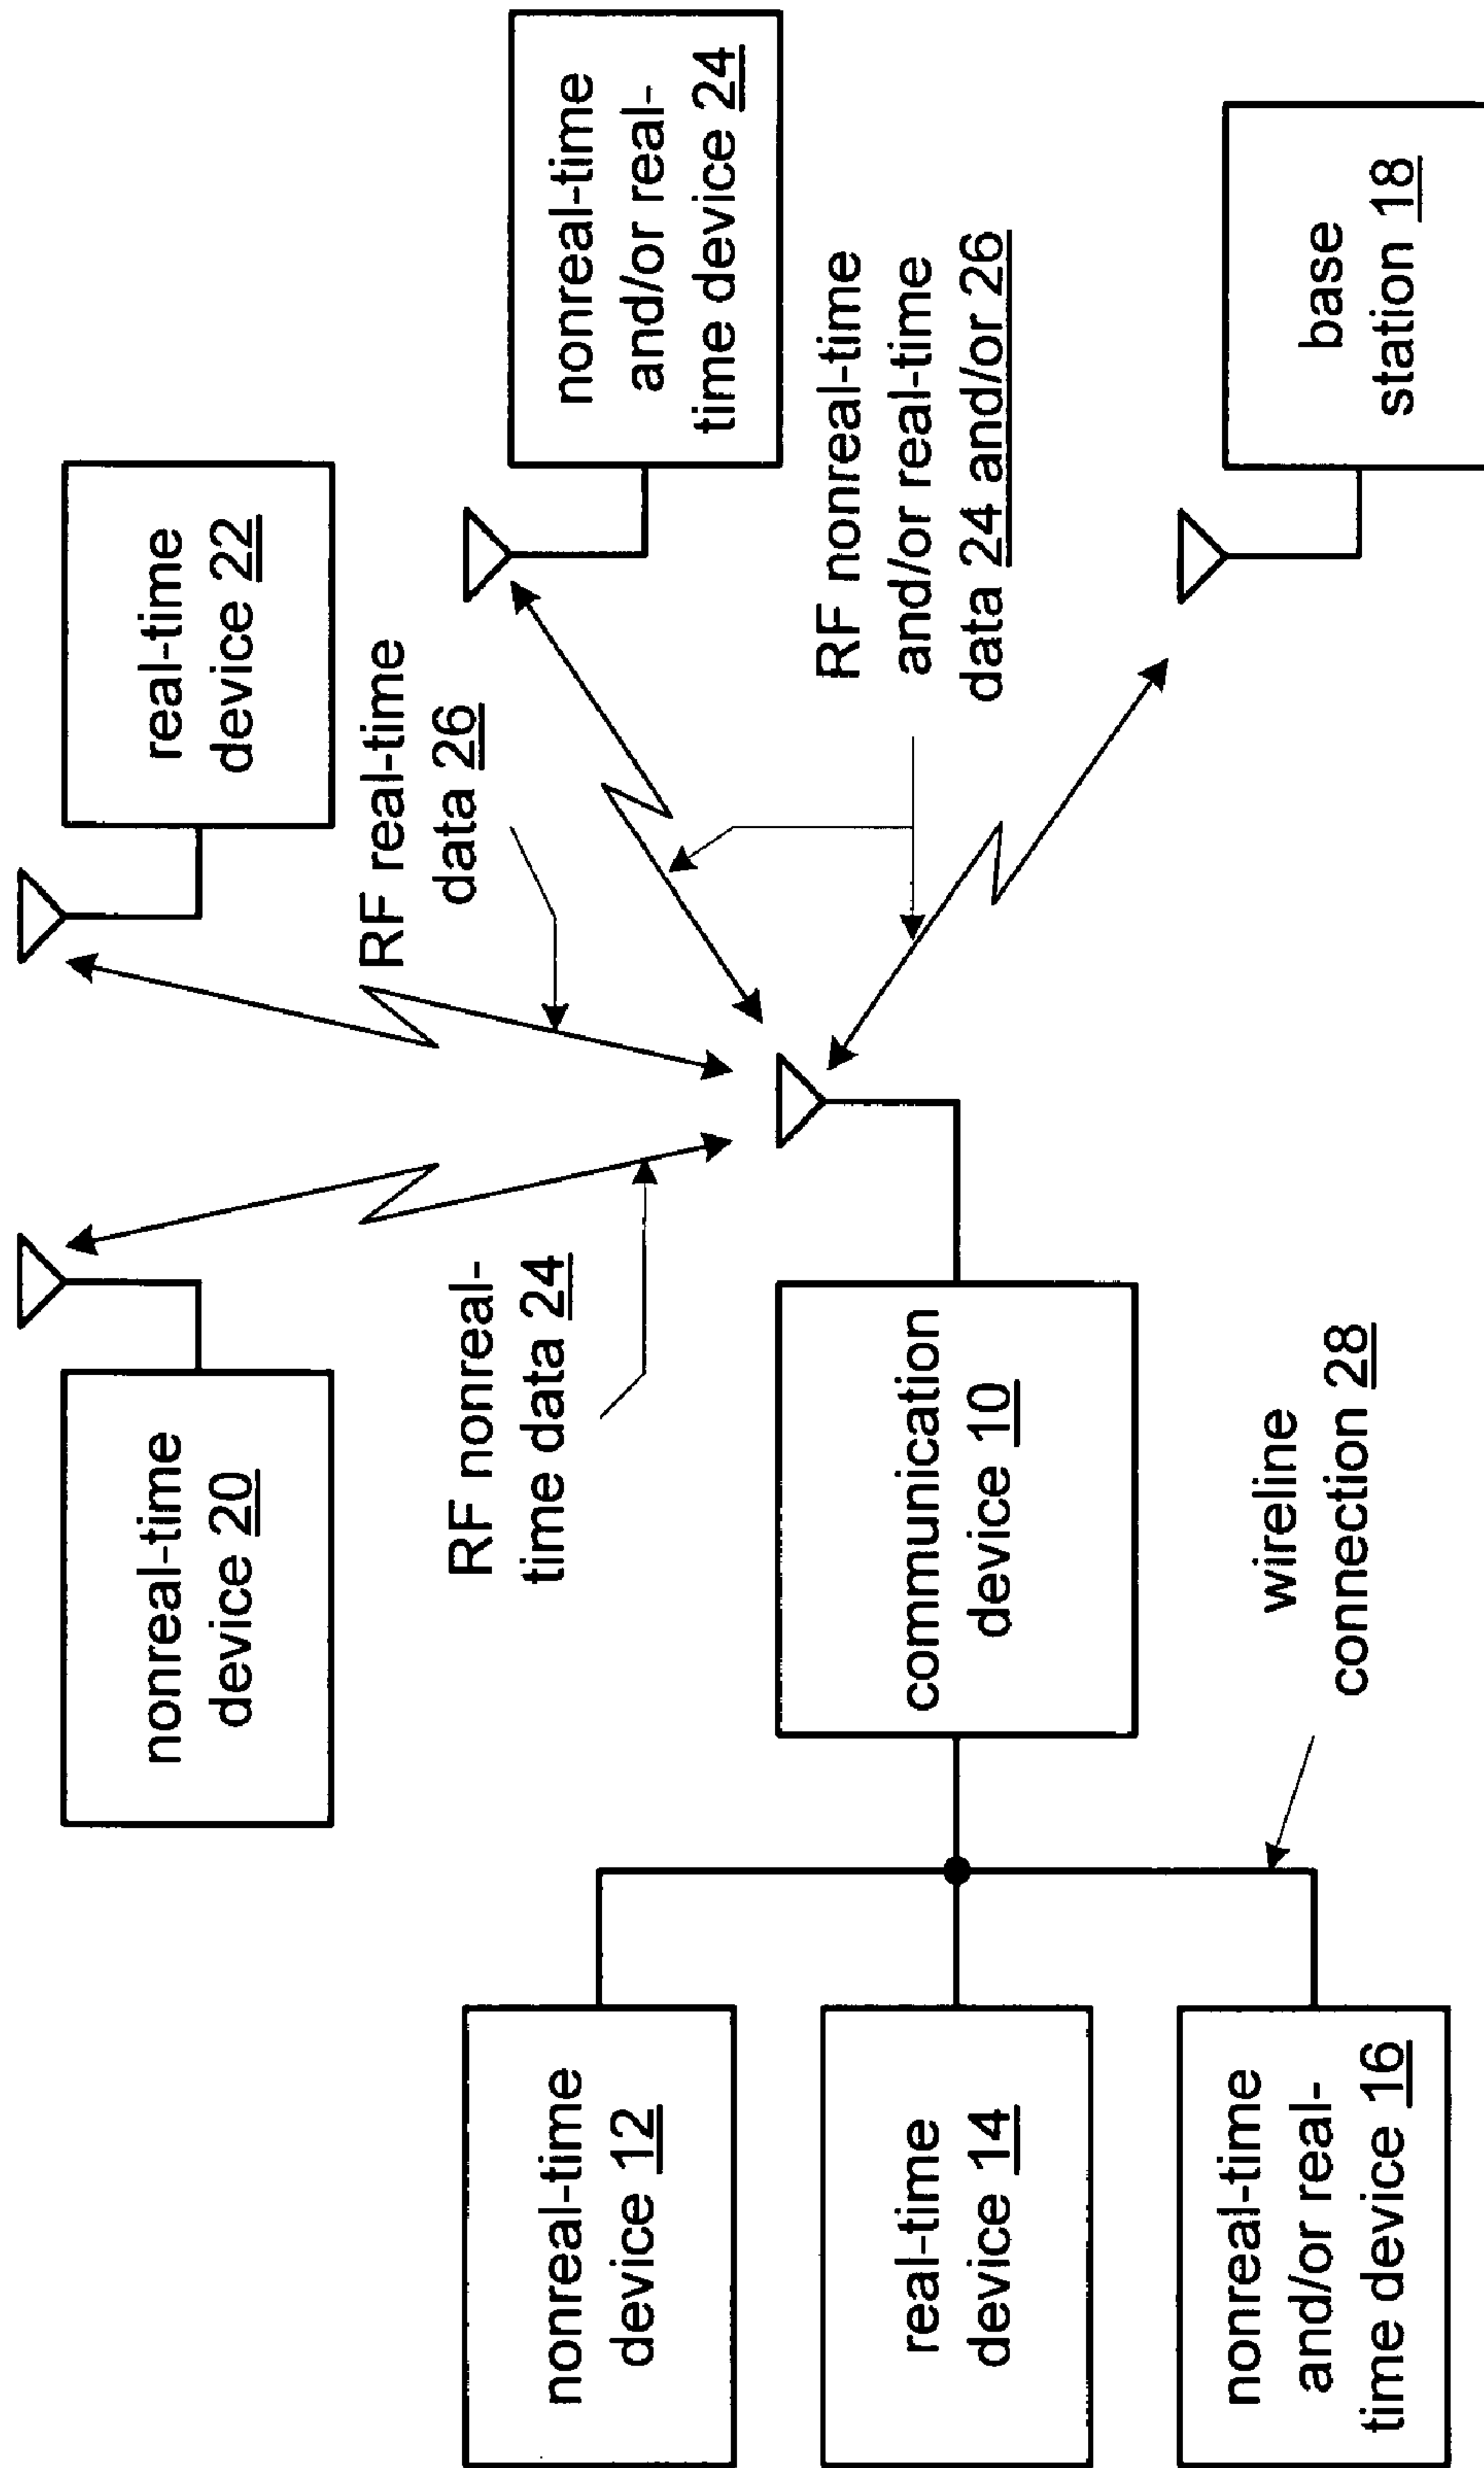 nonreal-time
device 20
real-time
device 22
RF real-time
data 26
RF nonreal-
time data 24
nonreal-time
and/or real-
time device 24
RF nonreal-time
and/or real-time
data 24 and/or 26
nonreal-time
device 12
communication
device 10
real-time
device 14
wireline
connection 28
nonreal-time
and/or real-
time device 16
base
station 18